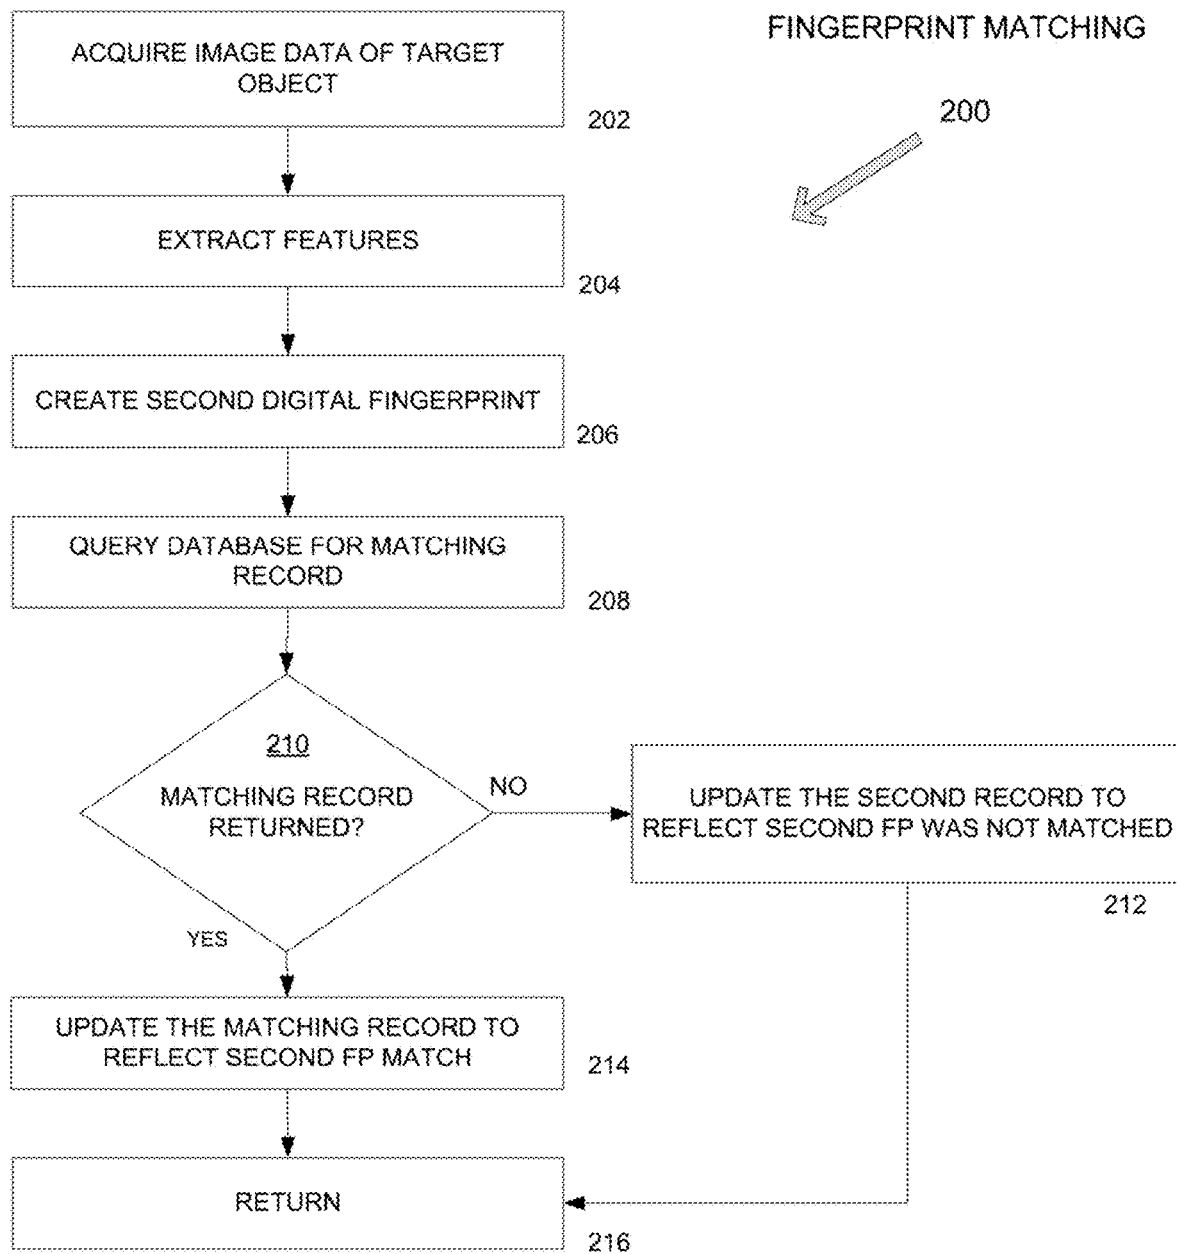 FINGERPRINT MATCHING
200
ACQUIRE IMAGE DATA OF TARGET
OBJECT
202
EXTRACT FEATURES
204
CREATE SECOND DIGITAL FINGERPRINT
206
QUERY DATABASE FOR MATCHING
RECORD
208
210
MATCHING RECORD
RETURNED?
NO
UPDATE THE SECOND RECORD TO
REFLECT SECOND FP WAS NOT MATCHED
212
YES
UPDATE THE MATCHING RECORD TO
REFLECT SECOND FP MATCH
214
RETURN
216